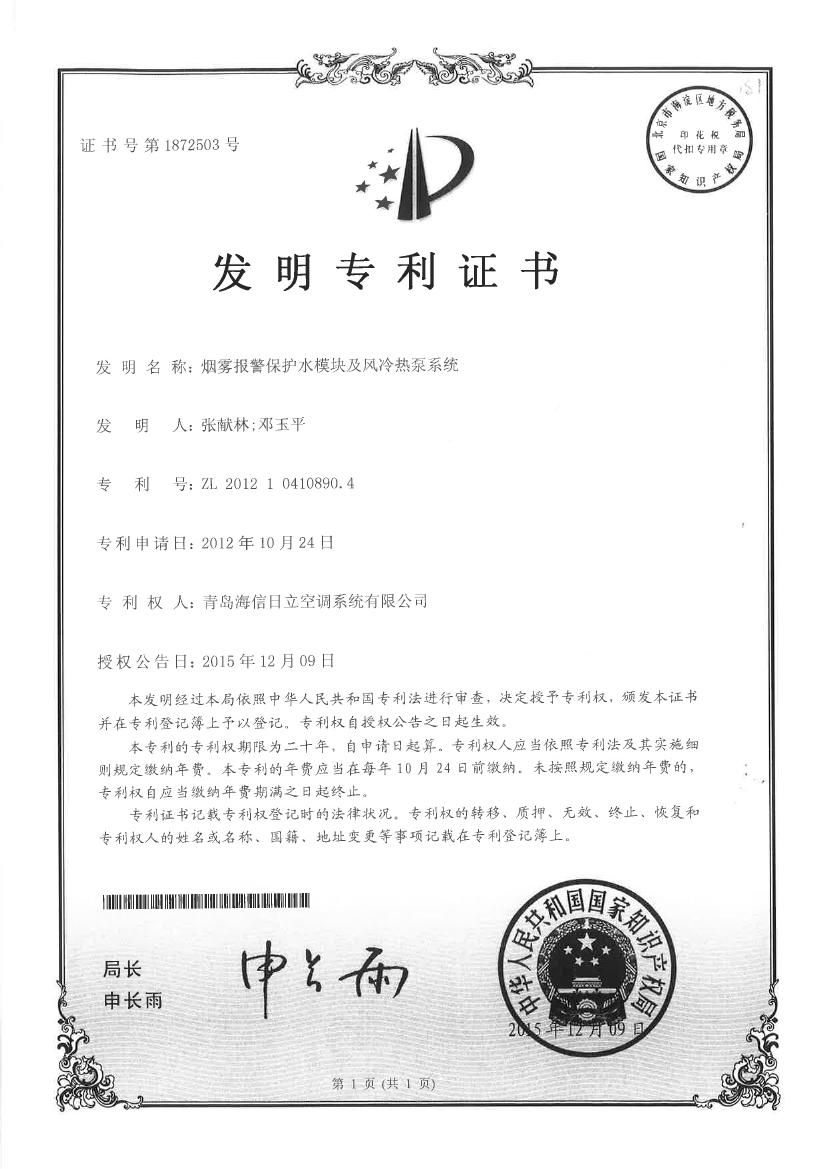 证书号第1872503号
北京市海淀区地方税务局
印花税
代扣专用章
国家知识产权局
发明专利证书
发明名称：烟雾报警保护水模块及风冷热泵系统
发明人：张献林;邓玉平
专利号：ZL 2012 1 0410890.4
专利申请日：2012年10月24日
专利权人：青岛海信日立空调系统有限公司
授权公告日：2015年12月09日
本发明经过本局依照中华人民共和国专利法进行审查，决定授予专利权，颁发本证书
并在专利登记簿上予以登记。专利权自授权公告之日起生效。
本专利的专利权期限为二十年，自申请日起算。专利权人应当依照专利法及其实施细
则规定缴纳年费。本专利的年费应当在每年10月24日前缴纳。未按照规定缴纳年费的，
专利权自应当缴纳年费期满之日起终止。
专利证书记载专利权登记时的法律状况。专利权的转移、质押、无效、终止、恢复和
专利权人的姓名或名称、国籍、地址变更等事项记载在专利登记簿上。
局长
申长雨
申长雨
中华人民共和国国家知识产权局
2015年12月09日
第1页(共1页)